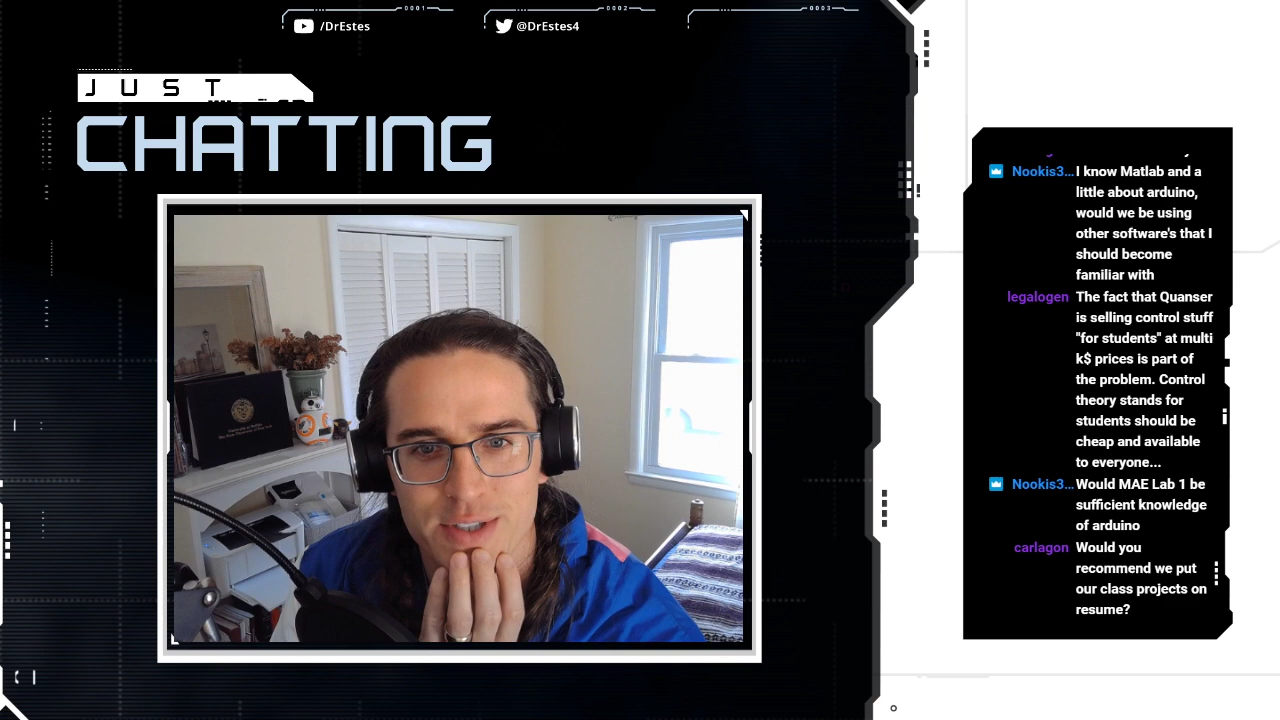 0001
0002
0003
/DrEstes
@DrEstes4
JUST
CHATTING
Nookis3... I know Matlab and a
little about arduino,
would we be using
other software's that I
should become
familiar with
legalogen The fact that Quanser
is selling control stuff
"for students" at multi
k$ prices is part of
the problem. Control
theory stands for
students should be
cheap and available
to everyone...
Nookis3... Would MAE Lab 1 be
sufficient knowledge
of arduino
carlagon Would you
recommend we put
our class projects on
resume?